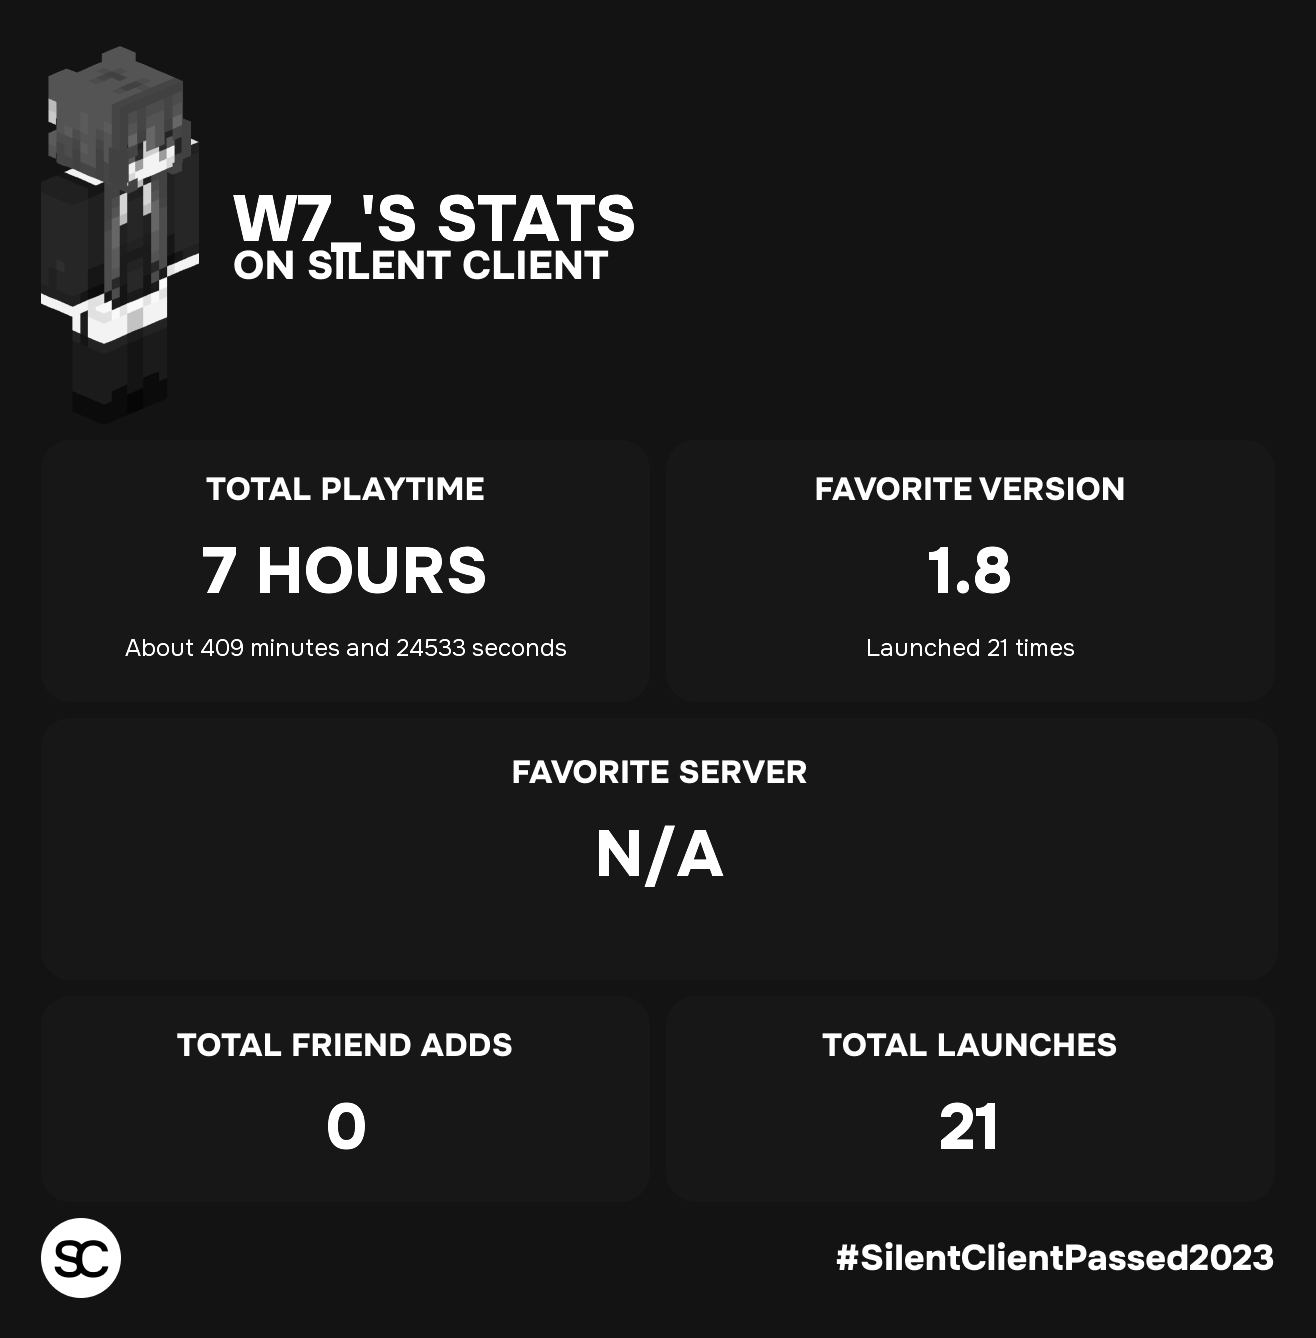 W7_'S STATS
ON SILENT CLIENT
TOTAL PLAYTIME
7 HOURS
About 409 minutes and 24533 seconds
FAVORITE VERSION
1.8
Launched 21 times
FAVORITE SERVER
N/A
TOTAL FRIEND ADDS
0
TOTAL LAUNCHES
21
SC
#SilentClientPassed2023